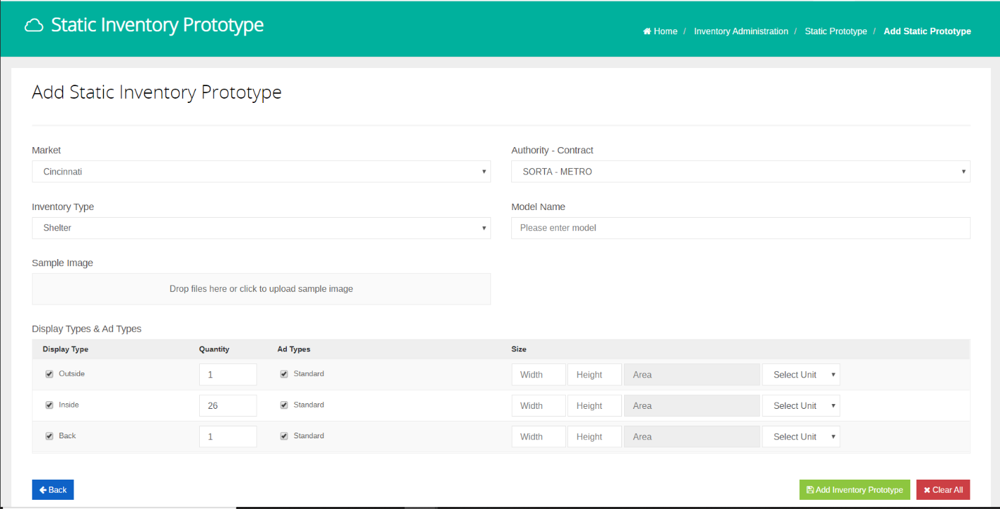 Static Inventory Prototype
Home / Inventory Administration / Static Prototype / Add Static Prototype
Add Static Inventory Prototype
Market
Authority - Contract
Cincinnati
SORTA - METRO
Inventory Type
Model Name
Shelter
Please enter model
Sample Image
Drop files here or click to upload sample image
Display Types & Ad Types
Display Type Quantity Ad Types Size
Outside 1 Standard Width Height Area Select Unit
Inside 26 Standard Width Height Area Select Unit
Back 1 Standard Width Height Area Select Unit
Back Add Inventory Prototype Clear All